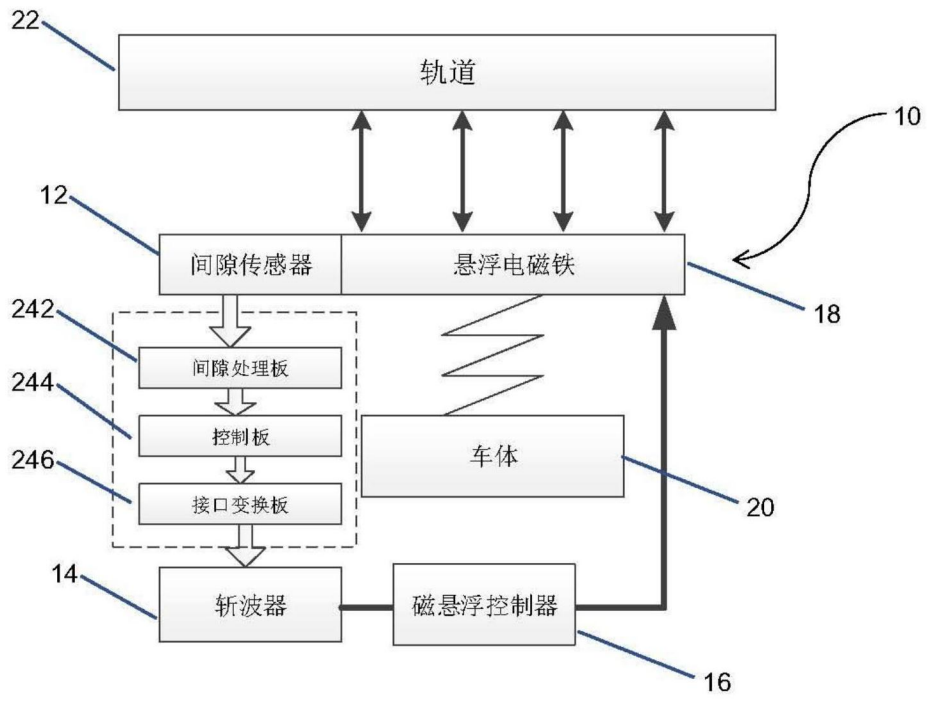 22
轨道
10
12
间隙传感器
悬浮电磁铁
18
242
间隙处理板
244
控制板
车体
246
接口变换板
20
14
斩波器
磁悬浮控制器
16